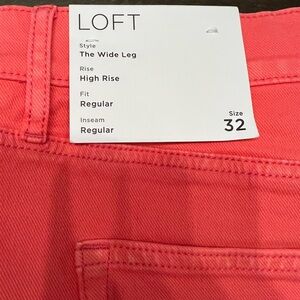 LOFT
Style
The Wide Leg
Rise
High Rise
Fit
Regular
Inseam
Regular
Size
32